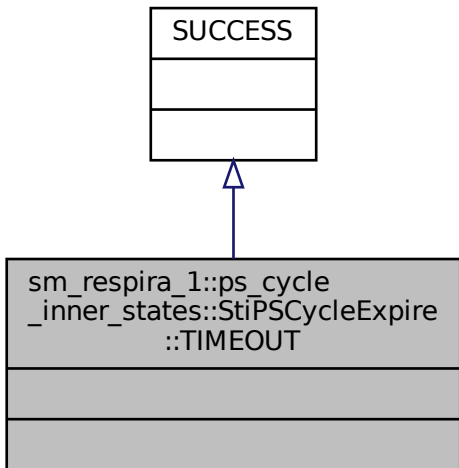 SUCCESS
sm_respira_1::ps_cycle
_inner_states::StiPSCycleExpire
::TIMEOUT